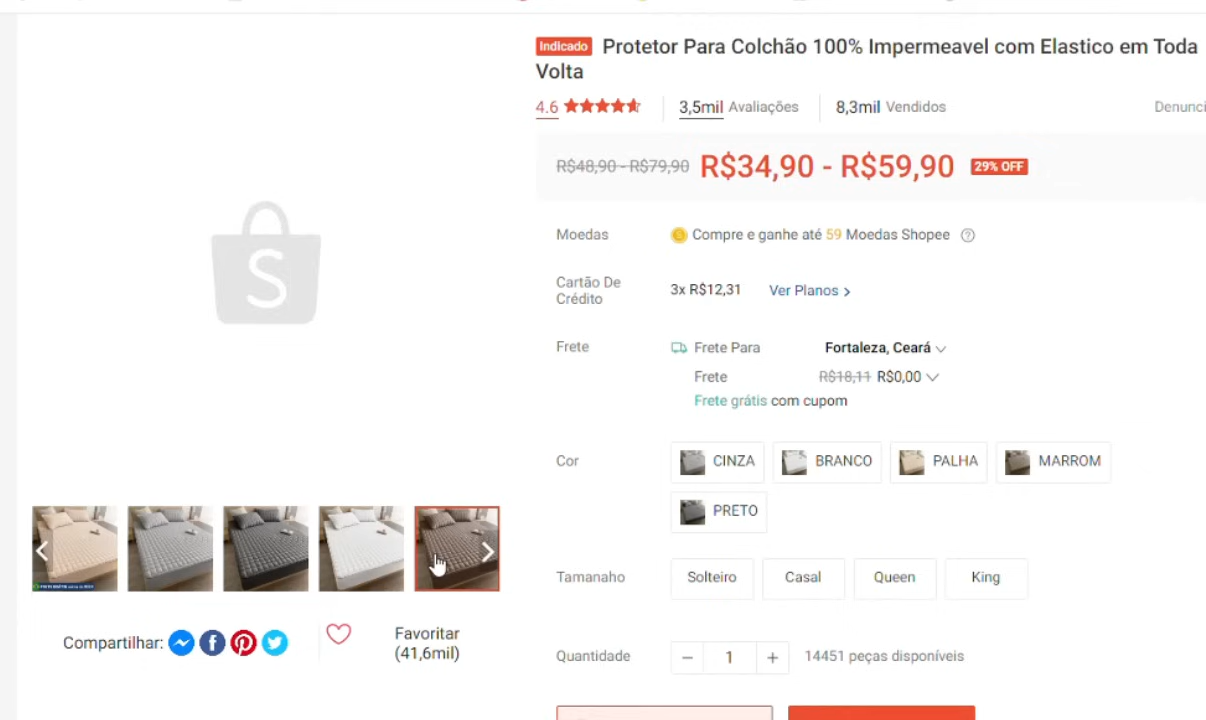 Indicado Protetor Para Colchão 100% Impermeavel com Elastico em Toda
Volta
4.6 3,5mil Avaliações 8,3mil Vendidos Denunci
R$48,90 - R$79,90 R$34,90 - R$59,90 29% OFF
Moedas S Compre e ganhe até 59 Moedas Shopee ?
Cartão De
Crédito
3x R$12,31 Ver Planos >
Frete Frete Para Fortaleza, Ceará
Frete R$18,11 R$0,00
Frete grátis com cupom
S
Cor CINZA BRANCO PALHA MARROM
PRETO
Tamanaho Solteiro Casal Queen King
Compartilhar: f
Favoritar
(41,6mil)
Quantidade − 1 + 14451 peças disponíveis